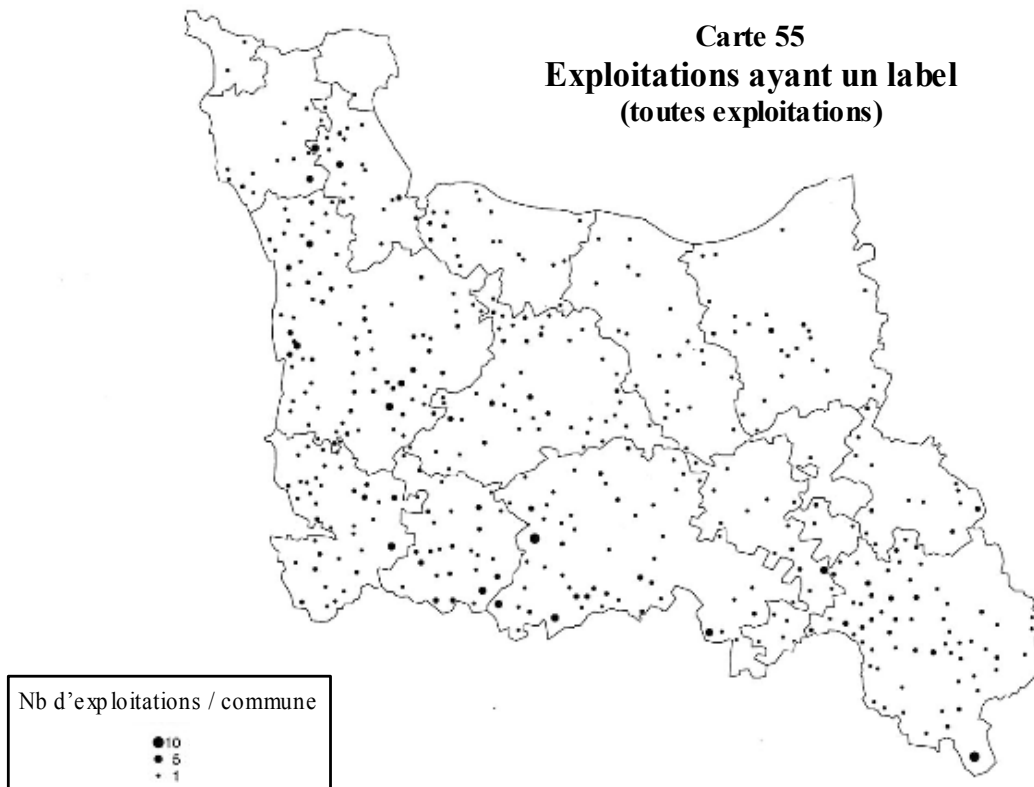 Carte 55
Exploitations ayant un label
(toutes exploitations)
Nb d’exploitations / commune
10
5
1